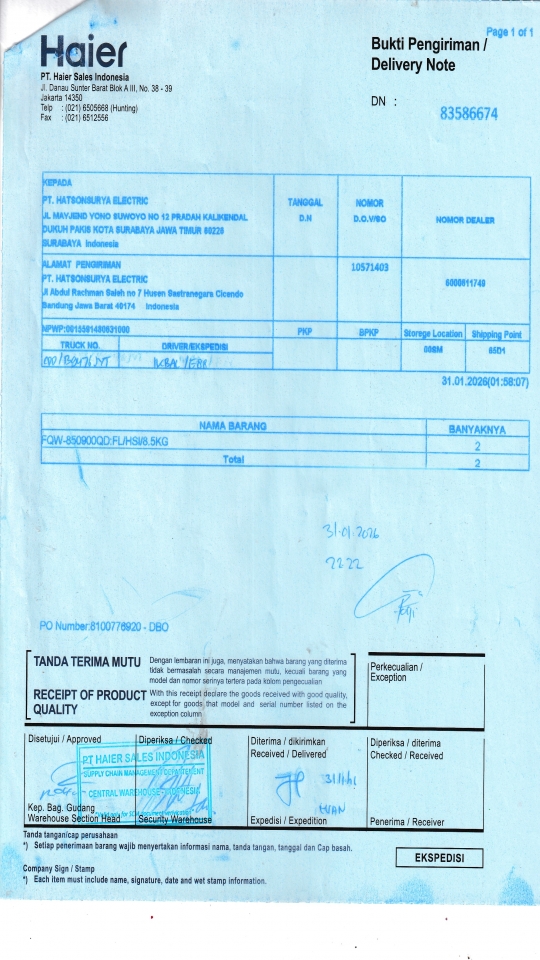 Page 1 of 1
Haier
Bukti Pengiriman /
Delivery Note
PT. Haier Sales Indonesia
Jl. Danau Sunter Barat Blok A III, No. 38 - 39
Jakarta 14350
Telp : (021) 6505668 (Hunting)
Fax : (021) 6512556
DN :
83586674
KEPADA
PT. HATSONSURYA ELECTRIC
JL MAYJEND YONO SUWOYO NO 12 PRADAH KALIKENDAL
DUKUH PAKIS KOTA SURABAYA JAWA TIMUR 60226
SURABAYA Indonesia
TANGGAL
D.N
NOMOR
D.O.V/SO
NOMOR DEALER
ALAMAT PENGIRIMAN
PT. HATSONSURYA ELECTRIC
Jl Abdul Rachman Saleh no 7 Husen Sastranegara Cicendo
Bandung Jawa Barat 40174 Indonesia
10571403
NPWP:0015591480631000
PKP
BPKP
Storege Location
Shipping Point
TRUCK NO.
DRIVER/EKSPEDISI
65D1
31.01.2026(01:58:07)
NAMA BARANG
BANYAKNYA
FQW-850900QD:FL/HSI/8.5KG
2
Total
2
31.01.2026
2222
PO Number:8100776920 - DBO
TANDA TERIMA MUTU
Dengan lembaran ini juga, menyatakan bahwa barang yang diterima
tidak bermasalah secara manajemen mutu, kecuali barang yang
model dan nomor serinya tertera pada kolom pengecualian
RECEIPT OF PRODUCT
QUALITY
With this receipt declare the goods received with good quality,
except for goods that model and serial number listed on the
exception column
Perkecualian /
Exception
Disetujui / Approved
Diperiksa / Checked
Diterima / dikirimkan
Received / Delivered
Diperiksa / diterima
Checked / Received
PT HAIER SALES INDONESIA
SUPPLY CHAIN MANAGEMENT DEPARTEMENT
CENTRAL WAREHOUSE - INDONESIA
Kep. Bag. Gudang
Warehouse Section Head
Security Warehouse
Expedisi / Expedition
Penerima / Receiver
Tanda tangan/cap perusahaan
*) Setiap penerimaan barang wajib menyertakan informasi nama, tanda tangan, tanggal dan Cap basah.
EKSPEDISI
Company Sign / Stamp
*) Each item must include name, signature, date and wet stamp information.